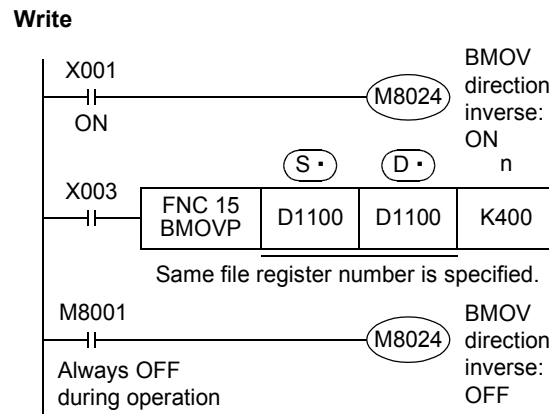 Write
X001
ON
M8024
BMOV
direction
inverse:
ON
S・
D・
n
X003
FNC 15
BMOVP
D1100
D1100
K400
Same file register number is specified.
M8001
Always OFF
during operation
M8024
BMOV
direction
inverse:
OFF